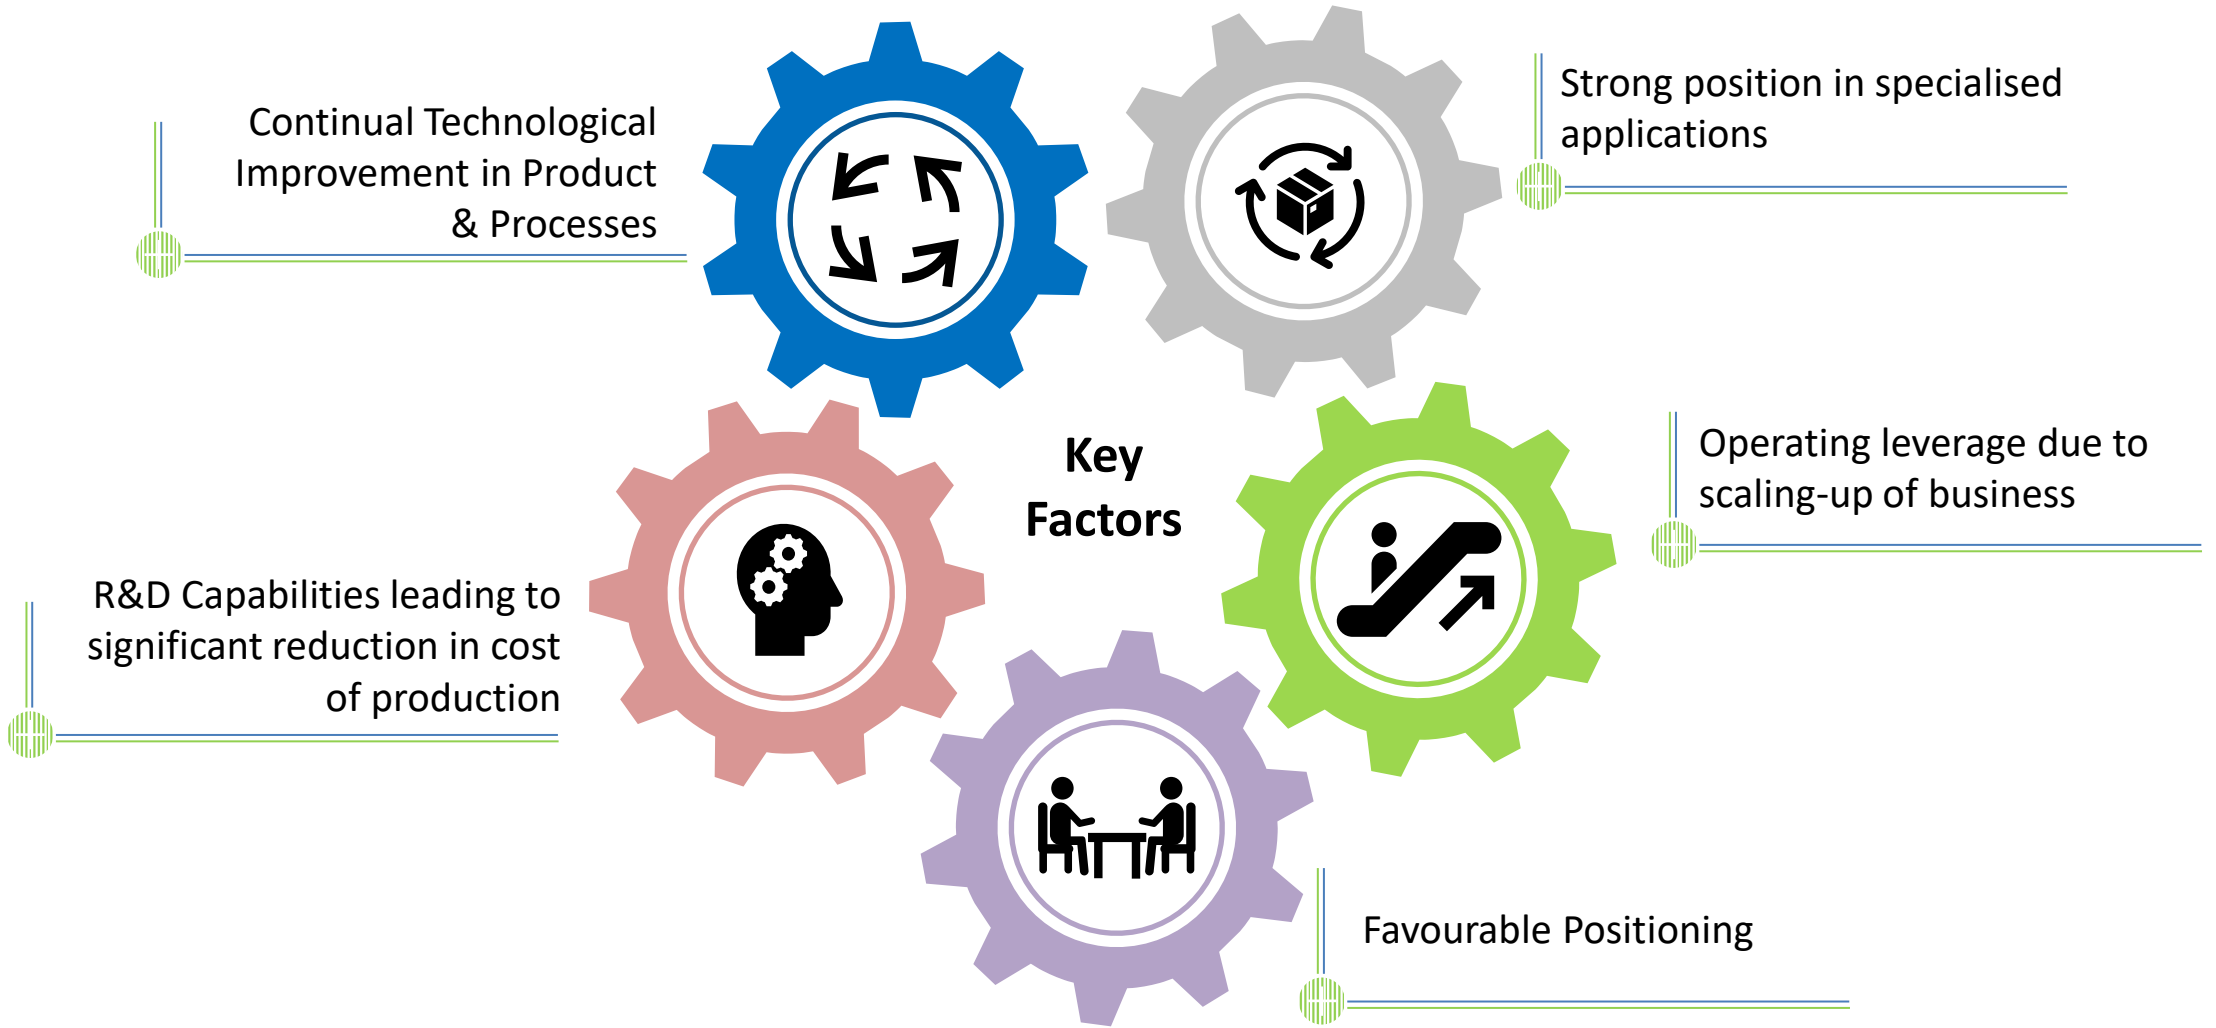 Continual Technological
Improvement in Product
& Processes
Strong position in specialised
applications
Key
Factors
Operating leverage due to
scaling-up of business
R&D Capabilities leading to
significant reduction in cost
of production
Favourable Positioning